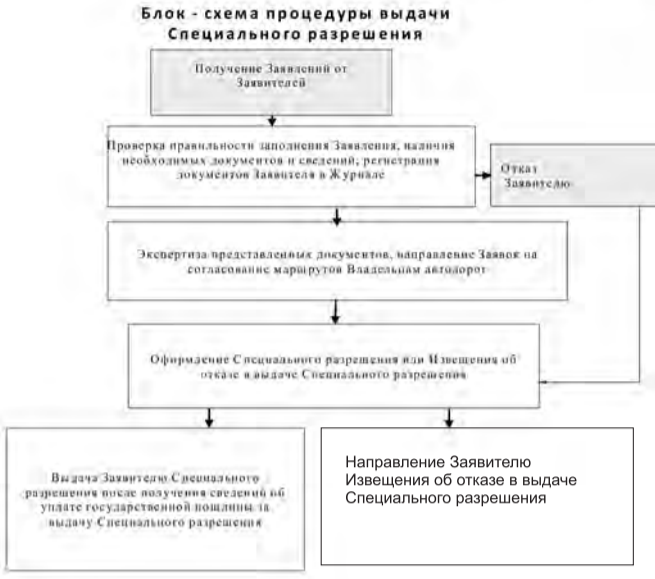 Блок - схема процедуры выдачи
Специального разрешения
Получение Заявлений от
Заявителей
Проверка правильности заполнения Заявления, наличия
необходимых документов и сведений, регистрация
документов Заявителя в Журнале
Отказ
Заявителю
Экспертиза представленных документов, направление Заявок на
согласование маршрутов Владельцам автодорог
Оформление Специального разрешения или Извещения об
отказе в выдаче Специального разрешения
Выдача Заявителю Специального
разрешения после получения сведений об
уплате государственной пошлины за
выдачу Специального разрешения
Направление Заявителю
Извещения об отказе в выдаче
Специального разрешения